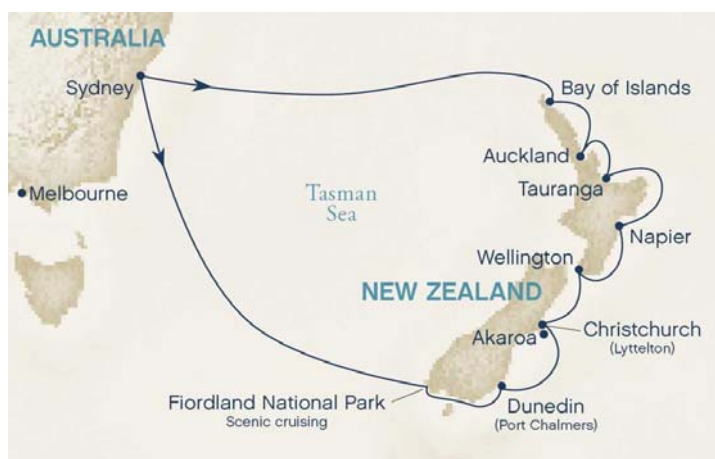 AUSTRALIA
Sydney
Bay of Islands
Auckland
Tauranga
Melbourne
Tasman
Sea
Napier
Wellington
NEW ZEALAND
Christchurch
(Lyttelton)
Akaroa
Fiordland National Park
Scenic cruising
Dunedin
(Port Chalmers)